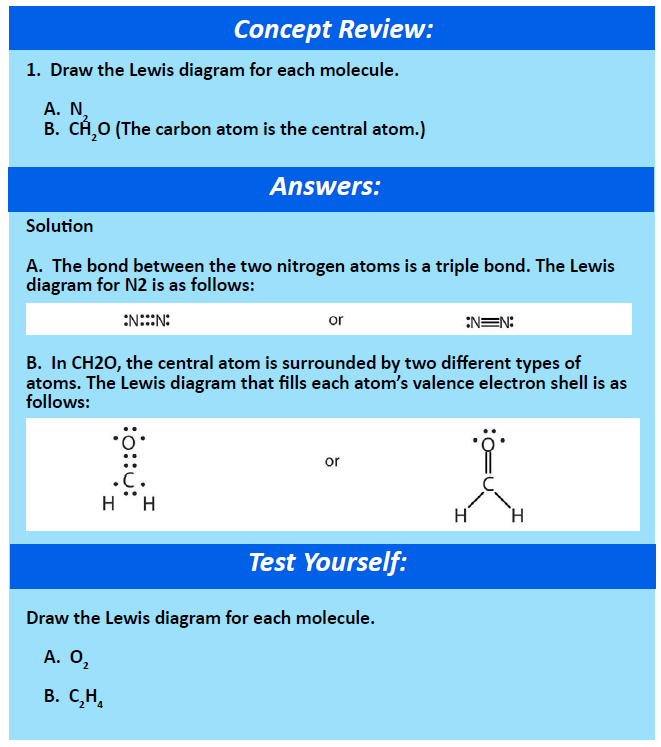 Concept Review:
1. Draw the Lewis diagram for each molecule.
A. N₂
B. CH₂O (The carbon atom is the central atom.)
Answers:
Solution
A. The bond between the two nitrogen atoms is a triple bond. The Lewis
diagram for N2 is as follows:
:N:::N: or :N≡N:
B. In CH2O, the central atom is surrounded by two different types of
atoms. The Lewis diagram that fills each atom’s valence electron shell is as
follows:
O O
or
C C
H H H H
Test Yourself:
Draw the Lewis diagram for each molecule.
A. O₂
B. C₂H₄